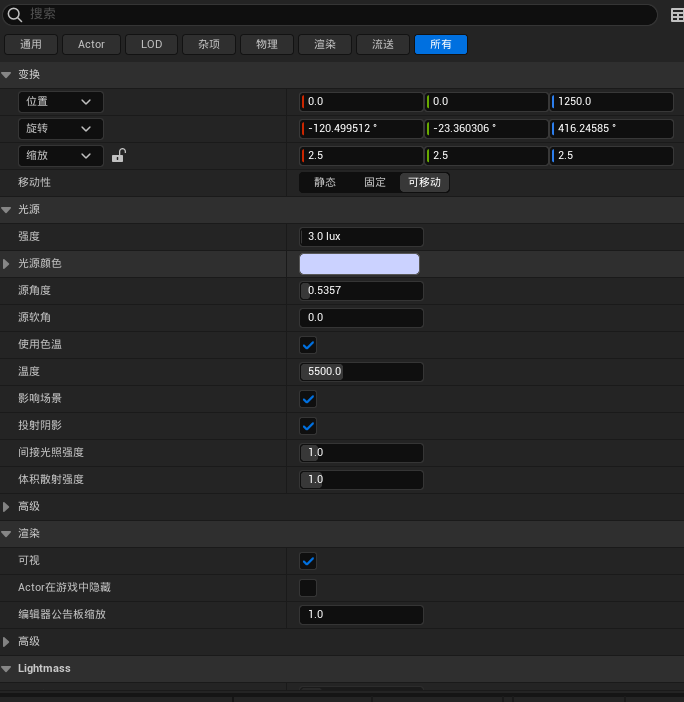 搜索
通用 Actor LOD 杂项 物理 渲染 流送 所有
变换
位置 0.0 0.0 1250.0
旋转 -120.499512 ° -23.360306 ° 416.24585 °
缩放 2.5 2.5 2.5
移动性 静态 固定 可移动
光源
强度 3.0 lux
光源颜色
源角度 0.5357
源软角 0.0
使用色温
温度 5500.0
影响场景
投射阴影
间接光照强度 1.0
体积散射强度 1.0
高级
渲染
可视
Actor在游戏中隐藏
编辑器公告板缩放 1.0
高级
Lightmass